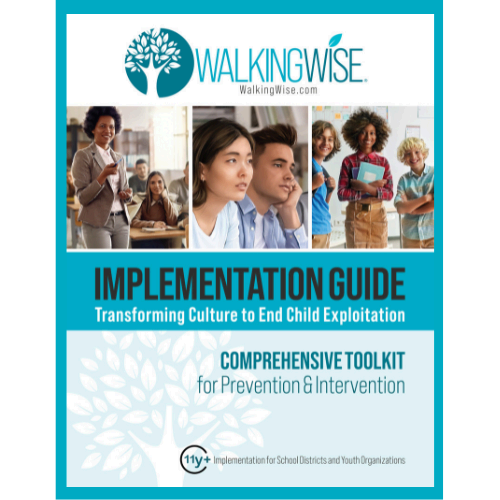 WALKINGWISE®
WalkingWise.com
IMPLEMENTATION GUIDE
Transforming Culture to End Child Exploitation
COMPREHENSIVE TOOLKIT
for Prevention & Intervention
11y+ Implementation for School Districts and Youth Organizations